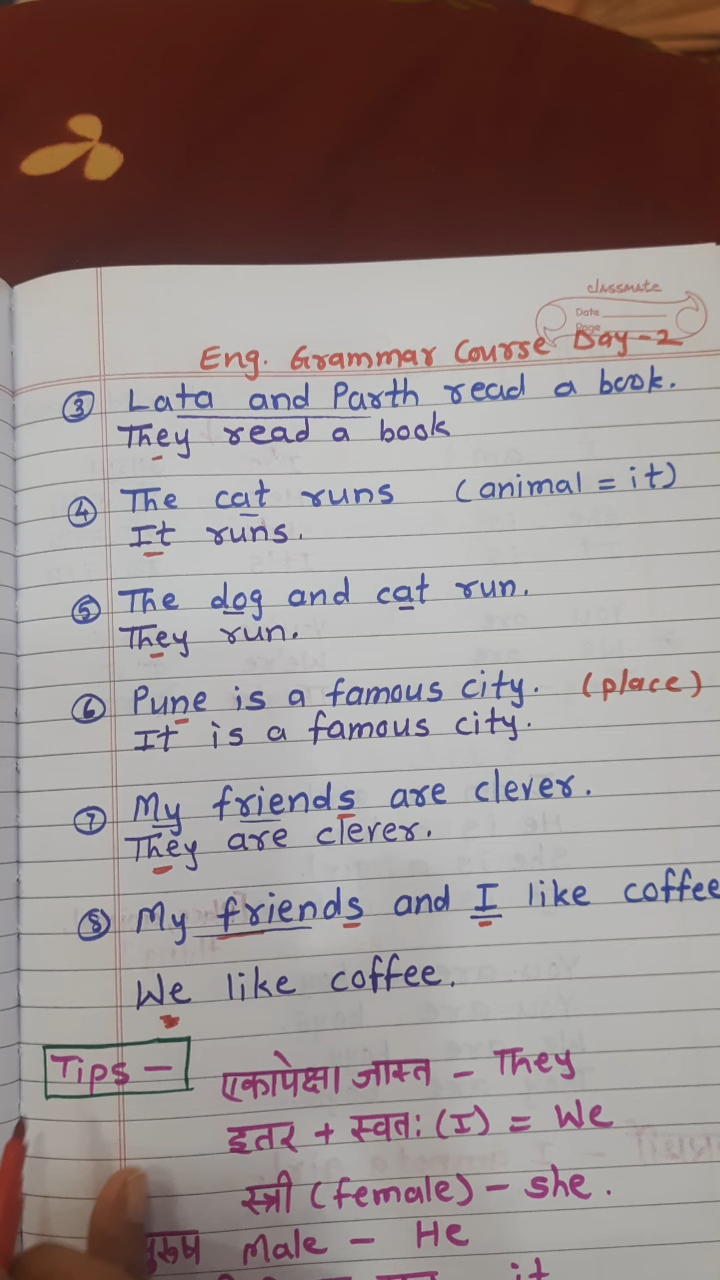 classmate
Date
Page
Eng. Grammar Course Day-2
③ Lata and Parth read a book.
They read a book
④ The cat runs (animal = it)
It runs.
⑤ The dog and cat run.
They run.
⑥ Pune is a famous city. (place)
It is a famous city.
⑦ My friends are clever.
They are clever.
⑧ My friends and I like coffee
We like coffee.
Tips - एकापेक्षा जास्त - They
इतर + स्वतः (I) = We
स्त्री (female) - she.
Male - He
it